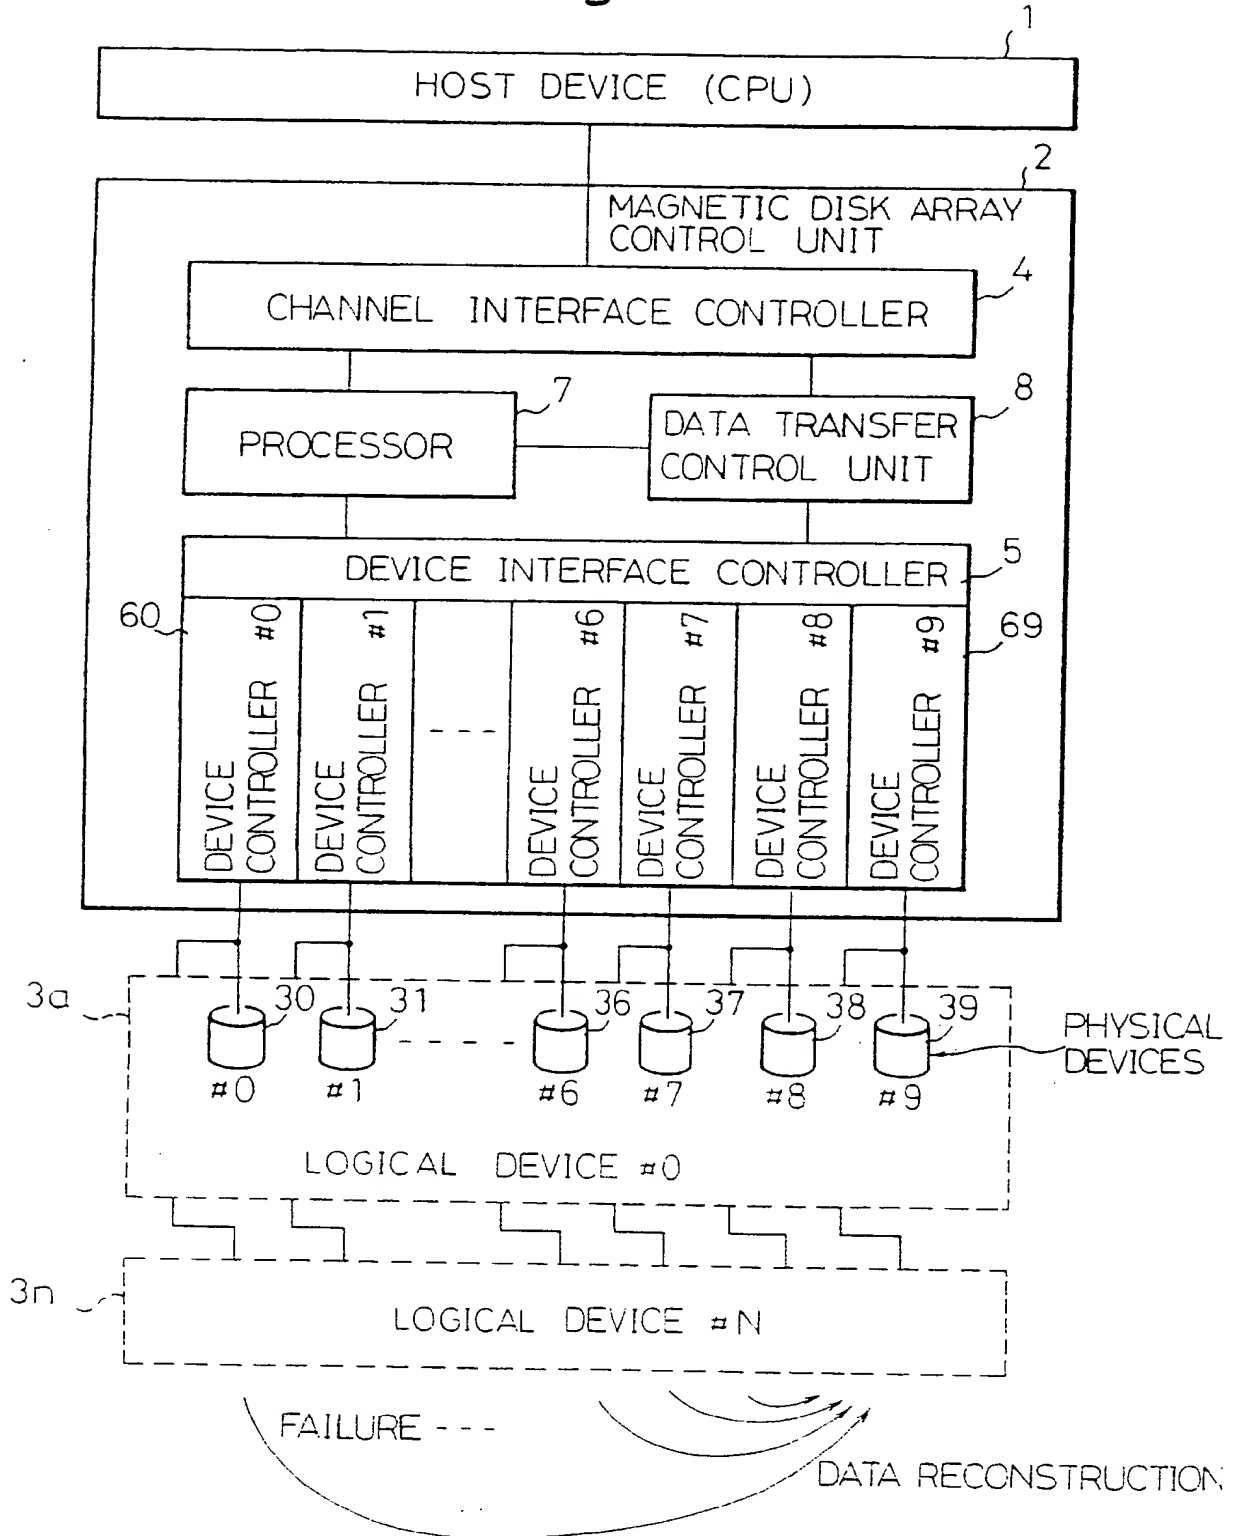 1
HOST DEVICE (CPU)
2
MAGNETIC DISK ARRAY
CONTROL UNIT
4
CHANNEL INTERFACE CONTROLLER
7
8
PROCESSOR
DATA TRANSFER
CONTROL UNIT
5
DEVICE INTERFACE CONTROLLER
60
69
DEVICE
CONTROLLER #0
DEVICE
CONTROLLER #1
DEVICE
CONTROLLER #6
DEVICE
CONTROLLER #7
DEVICE
CONTROLLER #8
DEVICE
CONTROLLER #9
3a
30
31
36
37
38
39
PHYSICAL
DEVICES
#0
#1
#6
#7
#8
#9
LOGICAL DEVICE #0
3n
LOGICAL DEVICE #N
FAILURE ---
DATA RECONSTRUCTION